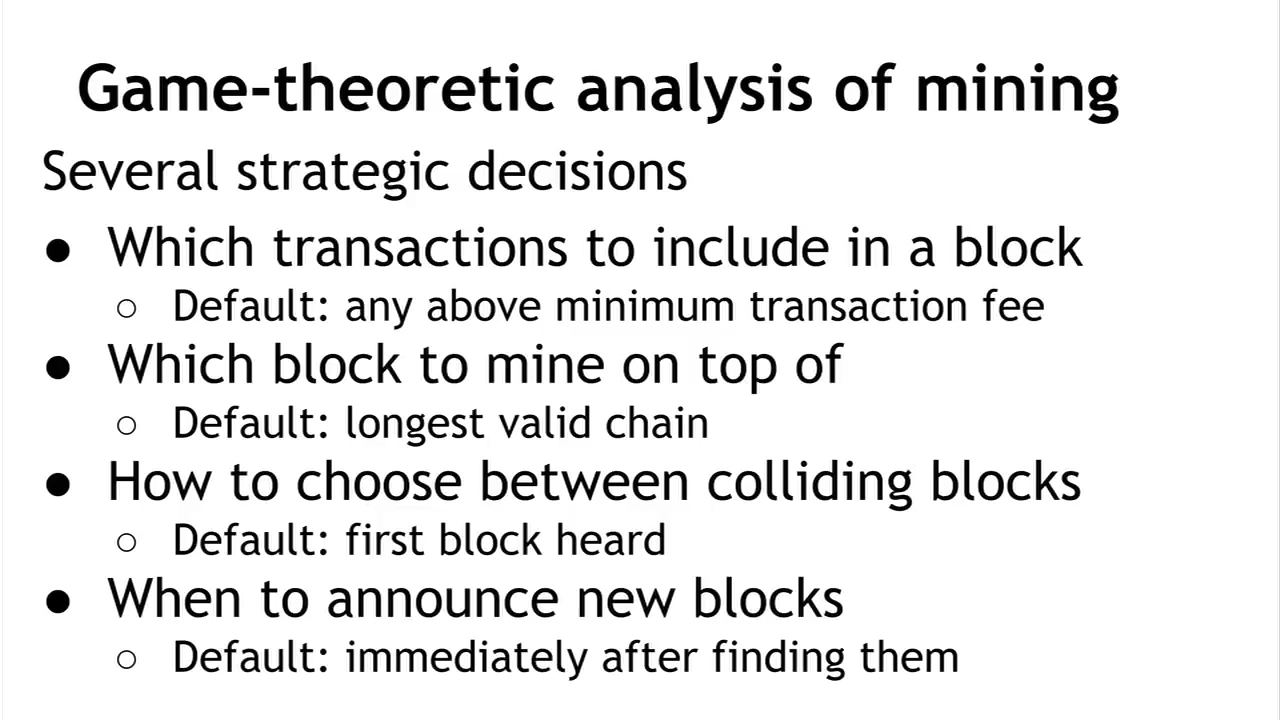 Game-theoretic analysis of mining
Several strategic decisions
● Which transactions to include in a block
○ Default: any above minimum transaction fee
● Which block to mine on top of
○ Default: longest valid chain
● How to choose between colliding blocks
○ Default: first block heard
● When to announce new blocks
○ Default: immediately after finding them